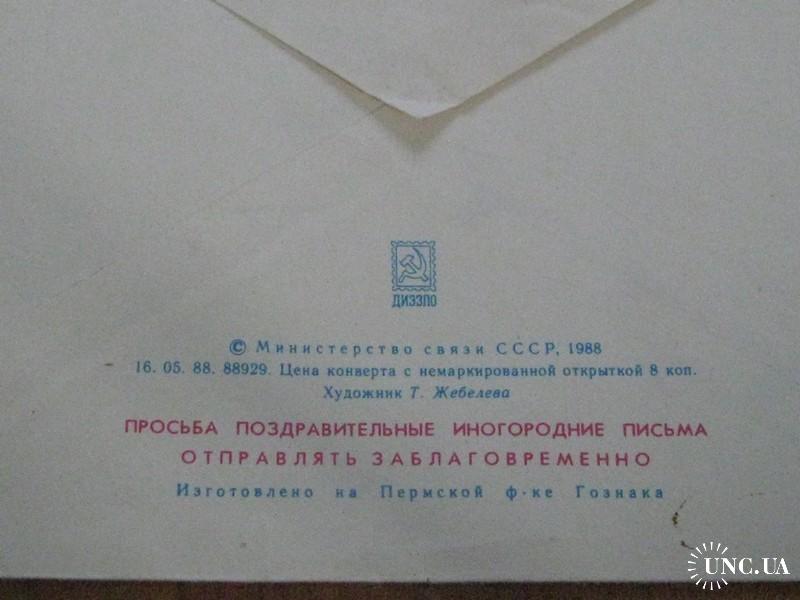 ДИЭЗПО
© Министерство связи СССР, 1988
16. 05. 88. 88929. Цена конверта с немаркированной открыткой 8 коп.
Художник Т. Жебелева
ПРОСЬБА ПОЗДРАВИТЕЛЬНЫЕ ИНОГОРОДНИЕ ПИСЬМА
ОТПРАВЛЯТЬ ЗАБЛАГОВРЕМЕННО
Изготовлено на Пермской ф-ке Гознака
UNC.UA